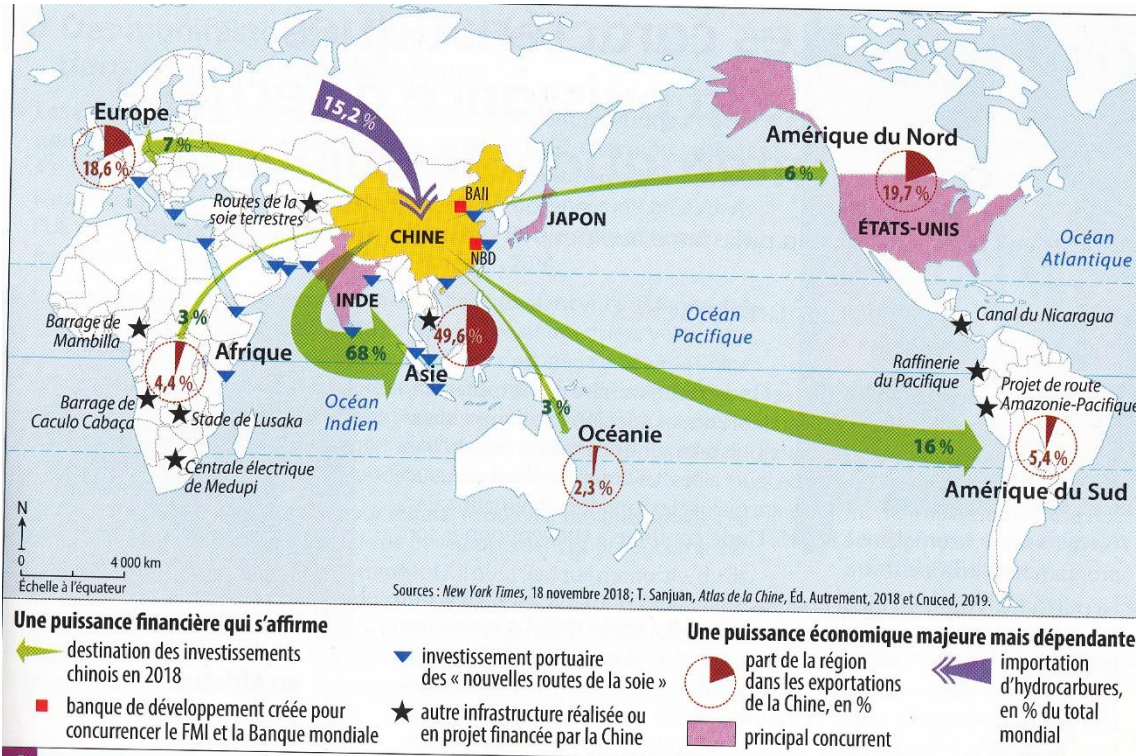 Europe
7 %
18,6 %
15,2 %
Routes de la
soie terrestres
BAII
CHINE
JAPON
NBD
INDE
Amérique du Nord
6 %
19,7 %
ÉTATS-UNIS
Océan
Atlantique
Océan
Pacifique
Barrage de
Mambilla
3 %
Afrique
4,4 %
68 %
49,6 %
Asie
Canal du Nicaragua
Raffinerie
du Pacifique
Projet de route
Amazonie-Pacifique
Barrage de
Caculo Cabaça
Stade de Lusaka
Océan
Indien
3 %
Océanie
2,3 %
16 %
5,4 %
Amérique du Sud
Centrale électrique
de Medupi
N
0
4 000 km
Échelle à l'équateur
Sources : New York Times, 18 novembre 2018 ; T. Sanjuan, Atlas de la Chine, Éd. Autrement, 2018 et Cnuced, 2019.
Une puissance financière qui s'affirme
destination des investissements
chinois en 2018
banque de développement créée pour
concurrencer le FMI et la Banque mondiale
investissement portuaire
des « nouvelles routes de la soie »
autre infrastructure réalisée ou
en projet financée par la Chine
Une puissance économique majeure mais dépendante
part de la région
dans les exportations
de la Chine, en %
principal concurrent
importation
d'hydrocarbures,
en % du total
mondial